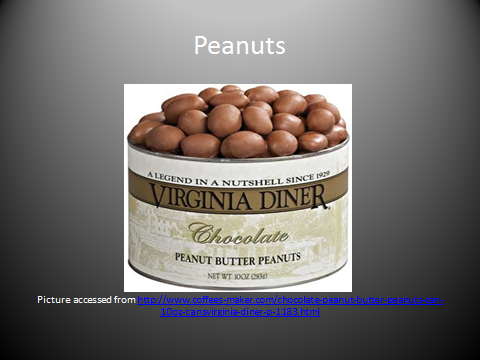 Peanuts
A LEGEND IN A NUTSHELL SINCE 1929
VIRGINIA DINER
Chocolate
PEANUT BUTTER PEANUTS
NET WT 10OZ (283g)
Picture accessed from http://www.coffees-maker.com/chocolate-peanut-butter-peanuts-can-
10oz-cansvirginia-diner-p-1183.html